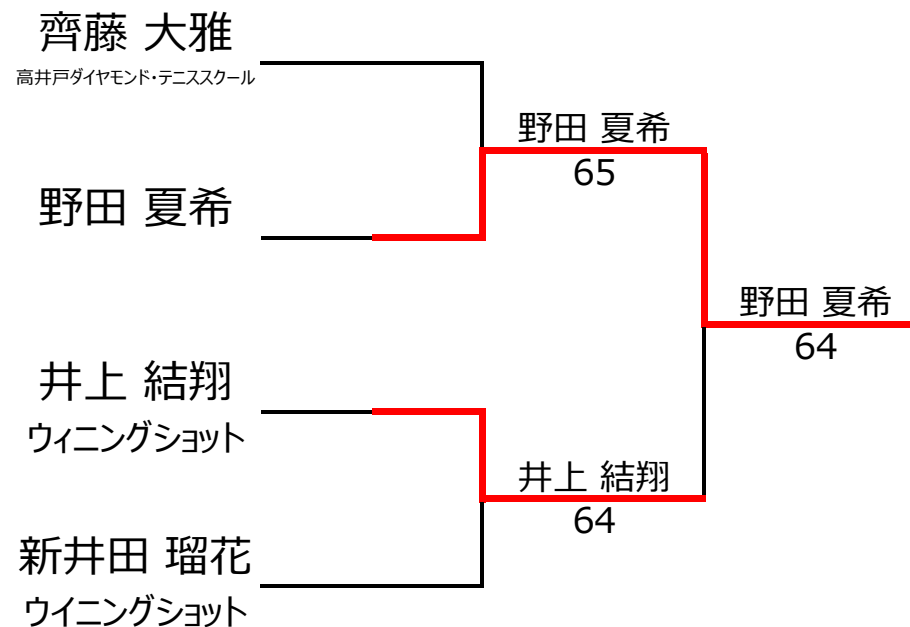 齊藤 大雅
高井戸ダイヤモンド・テニススクール
野田 夏希
65
野田 夏希
野田 夏希
64
井上 結翔
ウィニングショット
井上 結翔
64
新井田 瑠花
ウイニングショット